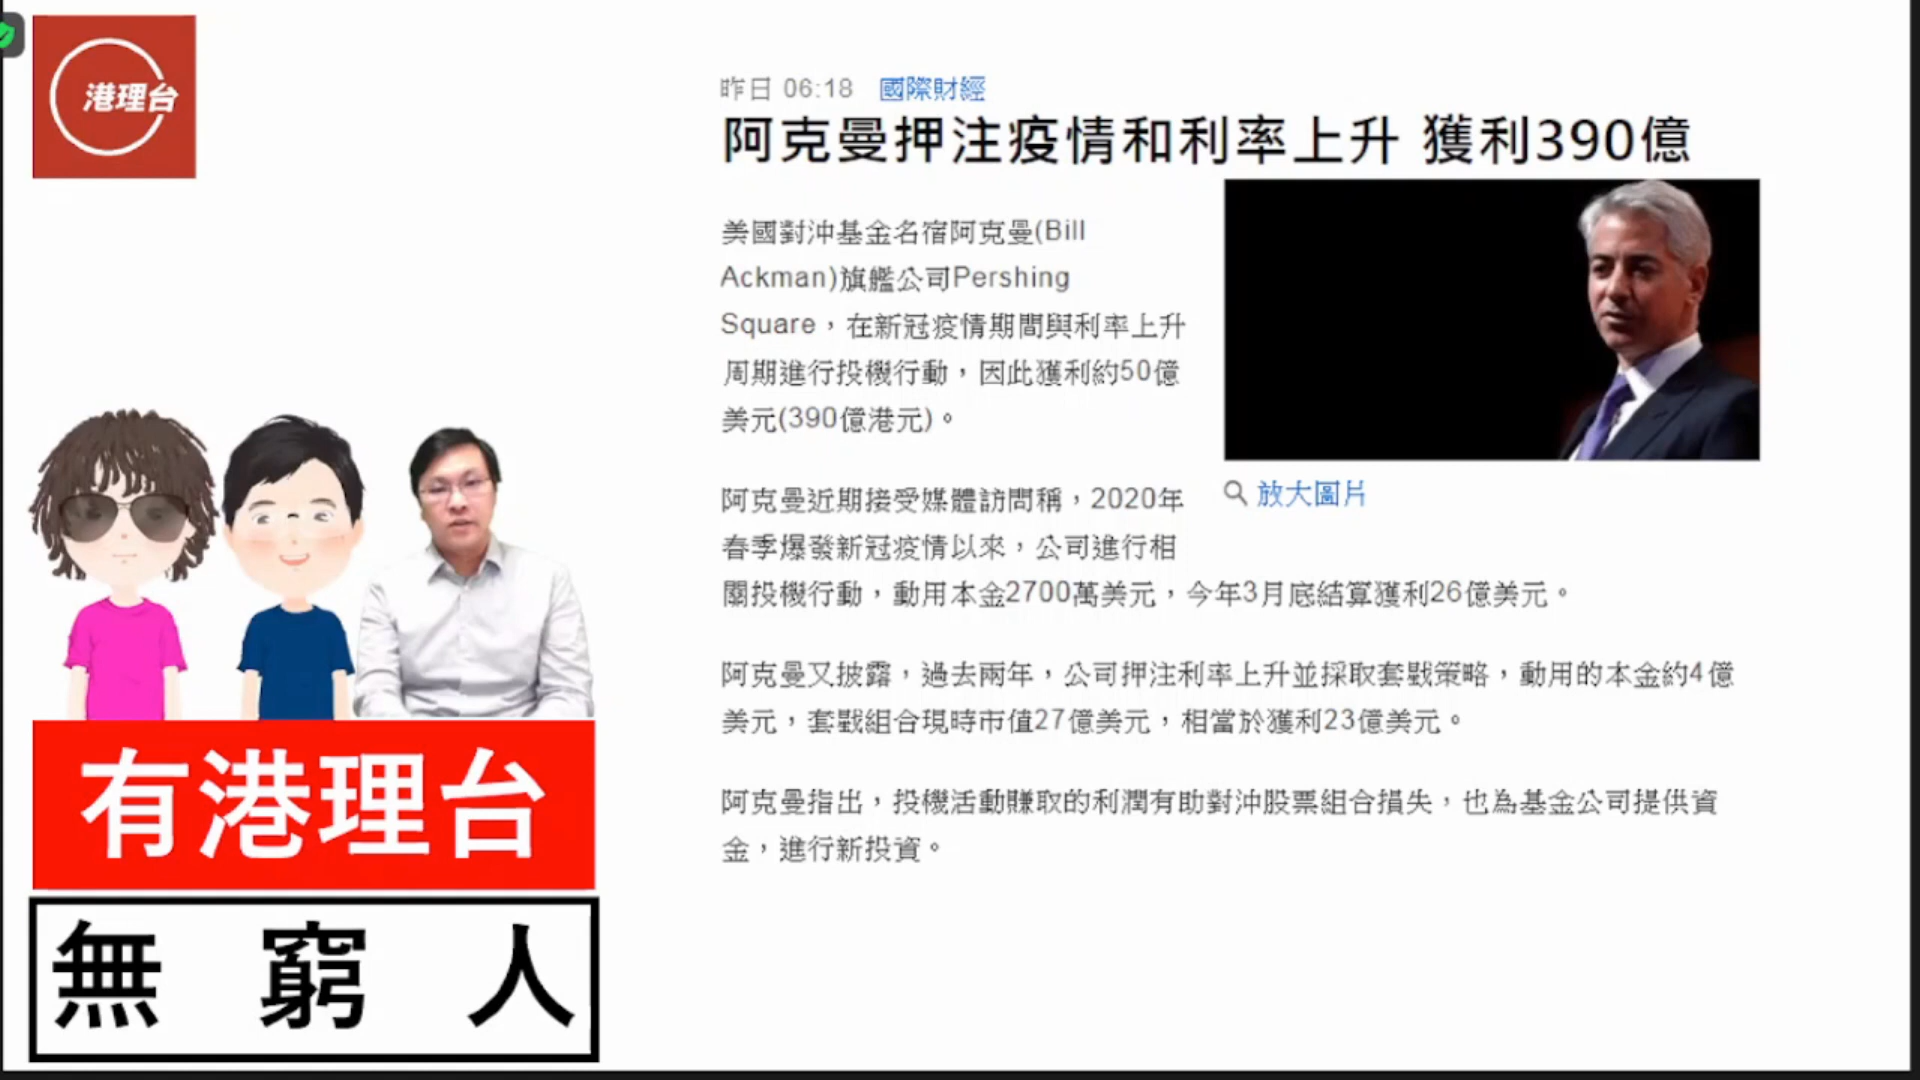 港理台
昨日 06:18 國際財經
阿克曼押注疫情和利率上升 獲利390億
美國對沖基金名宿阿克曼(Bill
Ackman)旗艦公司Pershing
Square，在新冠疫情期間與利率上升
周期進行投機行動，因此獲利約50億
美元(390億港元)。
放大圖片
阿克曼近期接受媒體訪問稱，2020年
春季爆發新冠疫情以來，公司進行相
關投機行動，動用本金2700萬美元，今年3月底結算獲利26億美元。
阿克曼又披露，過去兩年，公司押注利率上升並採取套戥策略，動用的本金約4億
美元，套戥組合現時市值27億美元，相當於獲利23億美元。
阿克曼指出，投機活動賺取的利潤有助對沖股票組合損失，也為基金公司提供資
金，進行新投資。
有港理台
無窮人